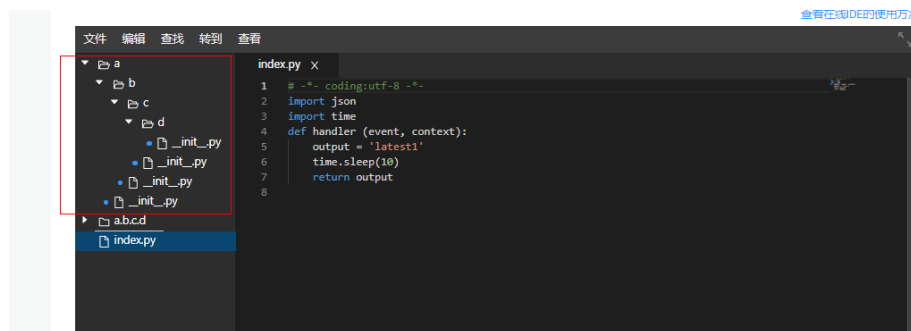 查看在线IDE的使用方法
文件 编辑 查找 转到 查看
a
b
c
d
__init__.py
__init__.py
__init__.py
__init__.py
a.b.c.d
index.py
index.py x
1 # -*- coding:utf-8 -*-
2 import json
3 import time
4 def handler (event, context):
5 output = 'latest1'
6 time.sleep(10)
7 return output
8